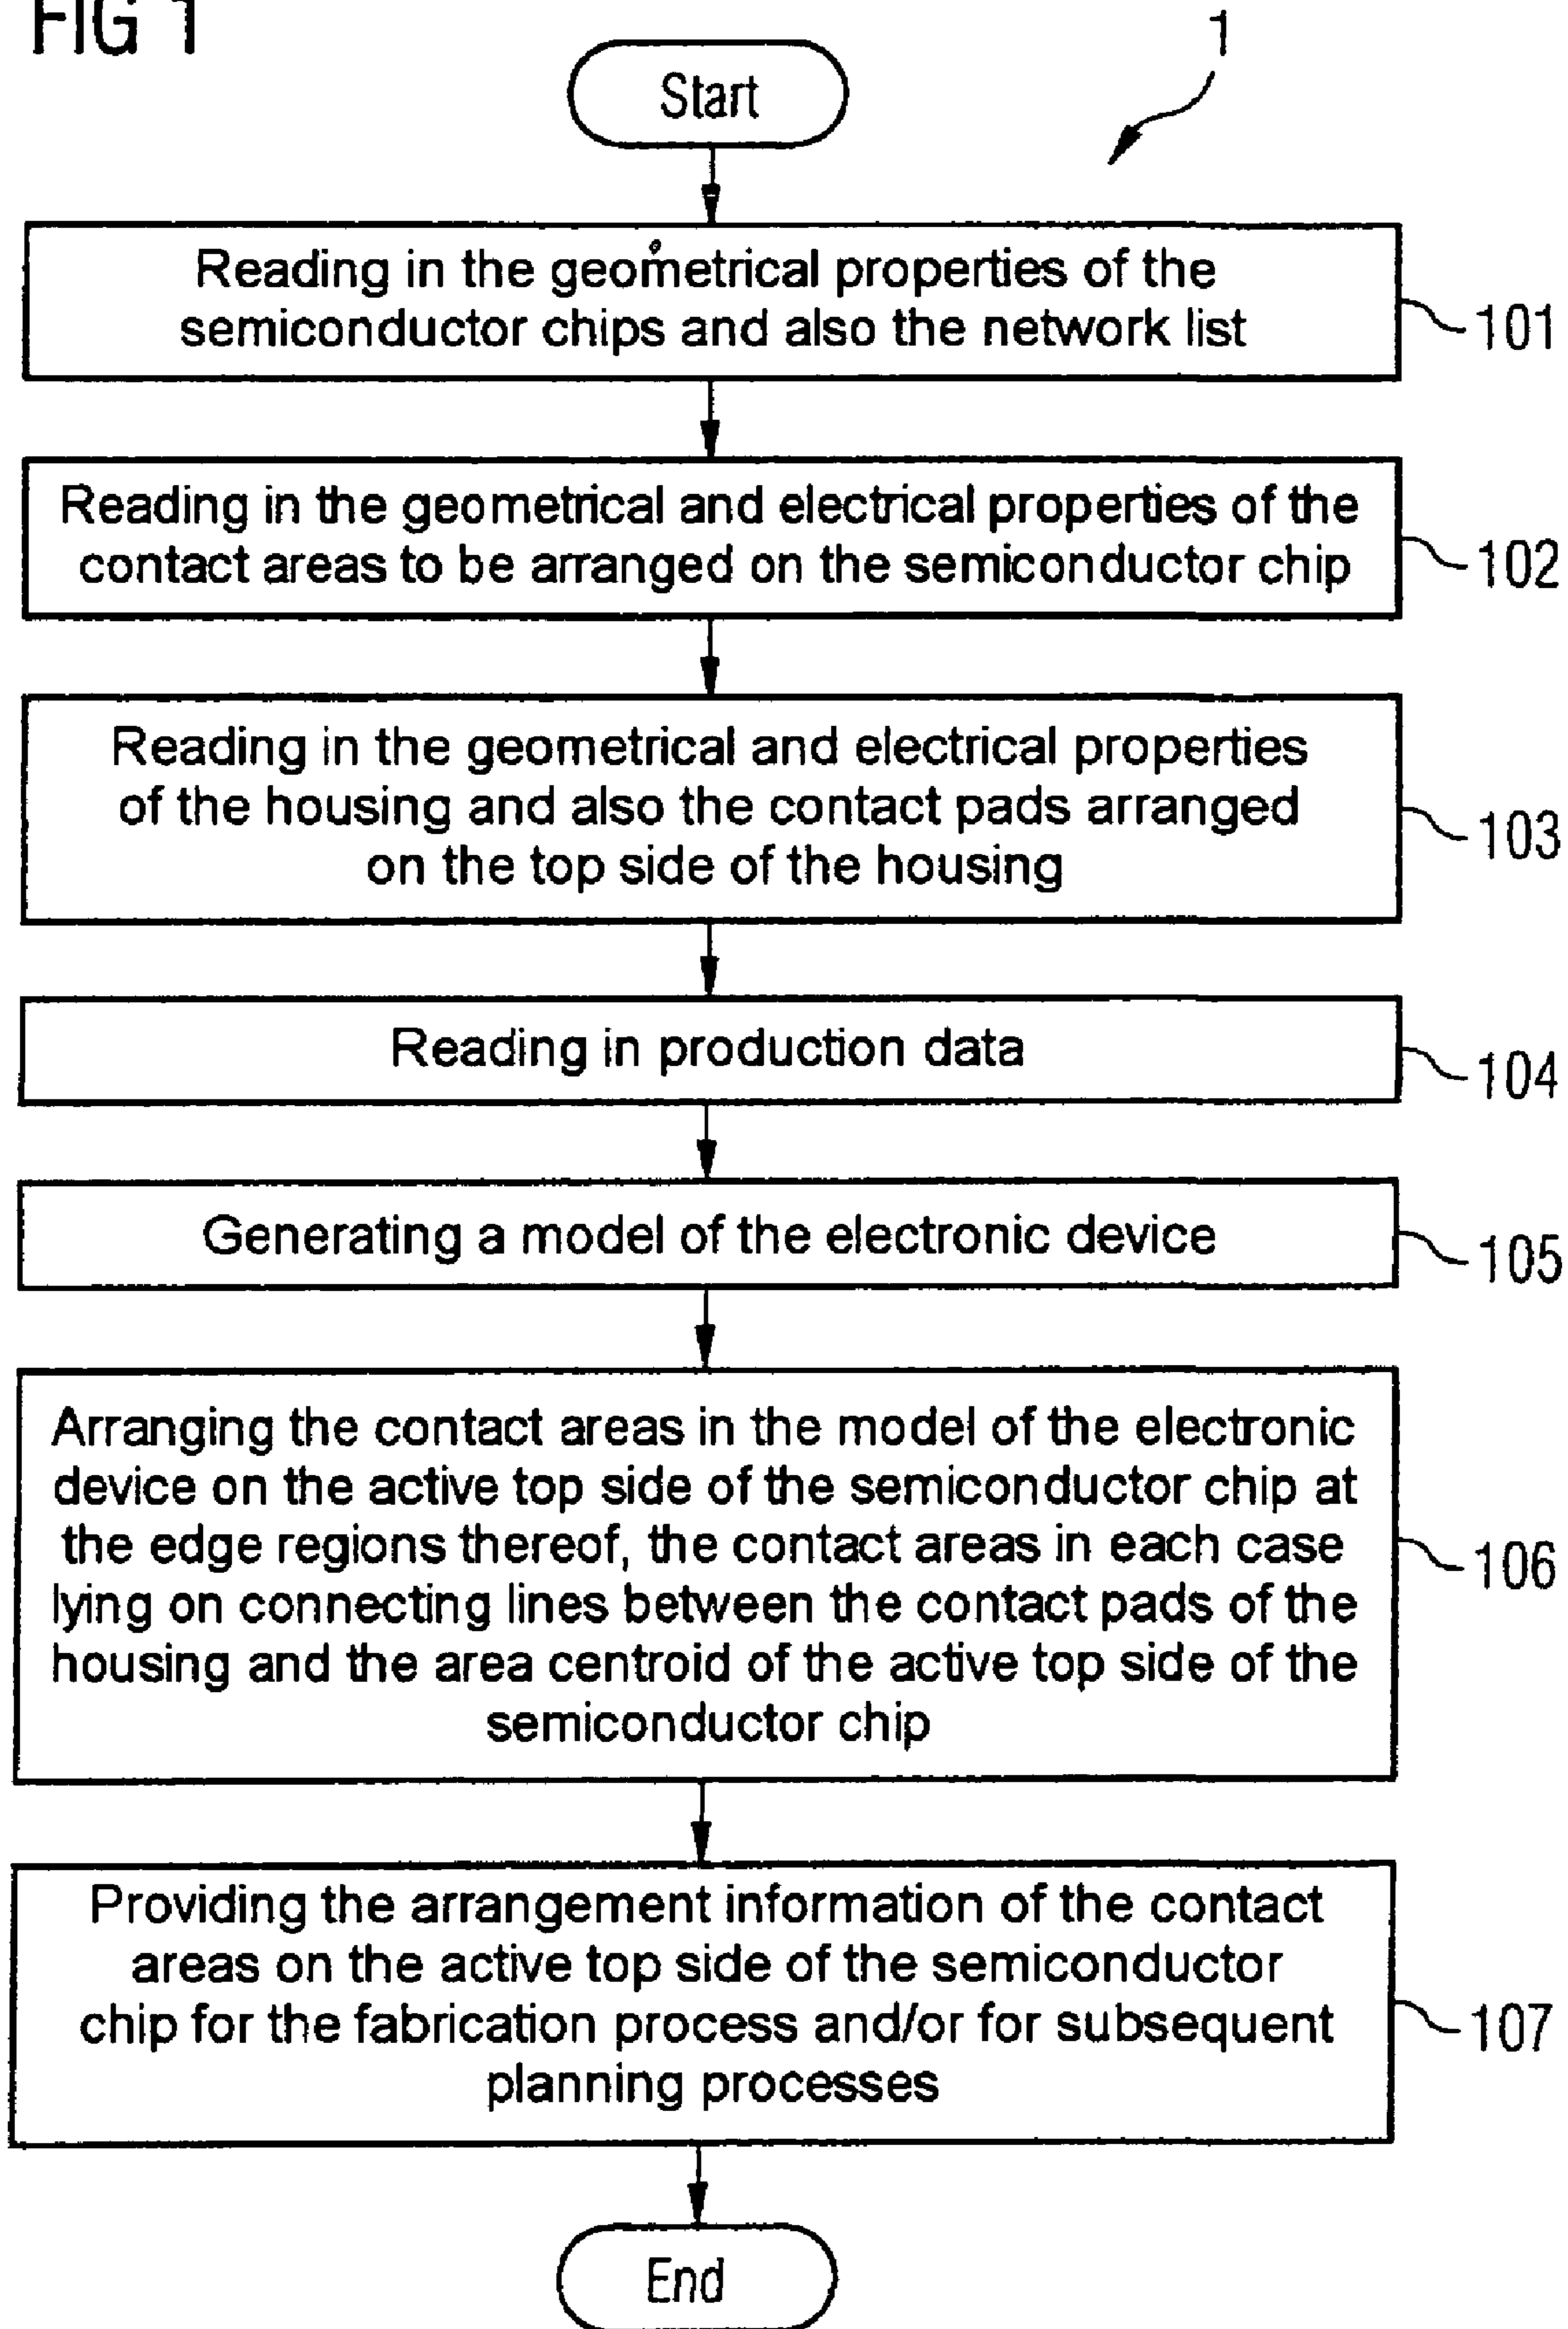 FIG 1
1
Start
Reading in the geometrical properties of the
semiconductor chips and also the network list
101
Reading in the geometrical and electrical properties of the
contact areas to be arranged on the semiconductor chip
102
Reading in the geometrical and electrical properties
of the housing and also the contact pads arranged
on the top side of the housing
103
Reading in production data
104
Generating a model of the electronic device
105
Arranging the contact areas in the model of the electronic
device on the active top side of the semiconductor chip at
the edge regions thereof, the contact areas in each case
lying on connecting lines between the contact pads of the
housing and the area centroid of the active top side of the
semiconductor chip
106
Providing the arrangement information of the contact
areas on the active top side of the semiconductor
chip for the fabrication process and/or for subsequent
planning processes
107
End